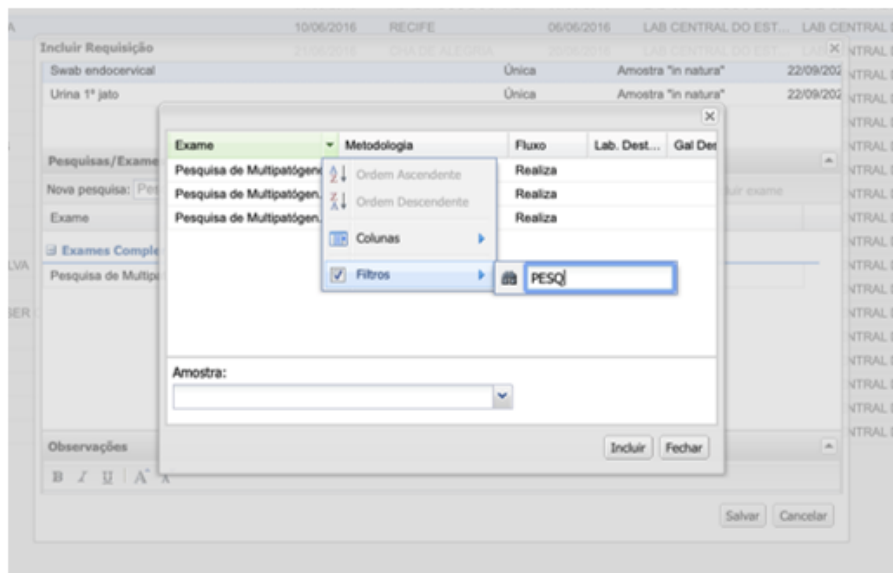 10/06/2016 RECIFE 06/06/2016 LAB CENTRAL DO EST... LAB CENTRAL
Incluir Requisição
Swab endocervical Única Amostra "in natura" 22/09/202
Urina 1º jato Única Amostra "in natura" 22/09/202
Exame Metodologia Fluxo Lab. Dest... Gal Des
Pesquisas/Exame
Pesquisa de Multipatógen Realiza
Ordem Ascendente
Nova pesquisa: Pes
Pesquisa de Multipatógen. Realiza
uir exame
Ordem Descendente
Exame
Pesquisa de Multipatógen. Realiza
Colunas
Exames Comple
Pesquisa de Multip
Filtros PESQ
Amostra:
Observações
Incluir Fechar
B I U A A
Salvar Cancelar